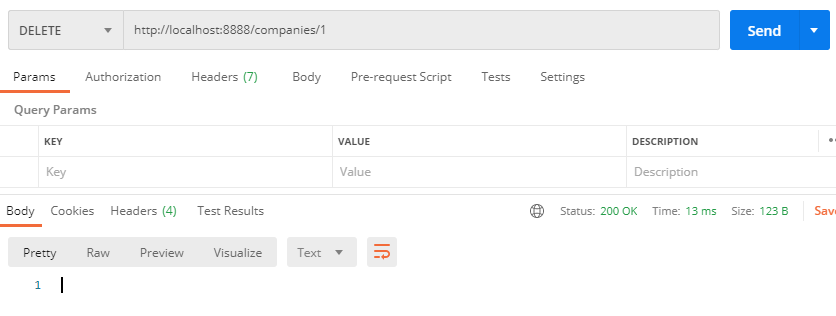 DELETE http://localhost:8888/companies/1 Send
Params Authorization Headers (7) Body Pre-request Script Tests Settings
Query Params
KEY VALUE DESCRIPTION
Key Value Description
Body Cookies Headers (4) Test Results Status: 200 OK Time: 13 ms Size: 123 B Save
Pretty Raw Preview Visualize Text
1